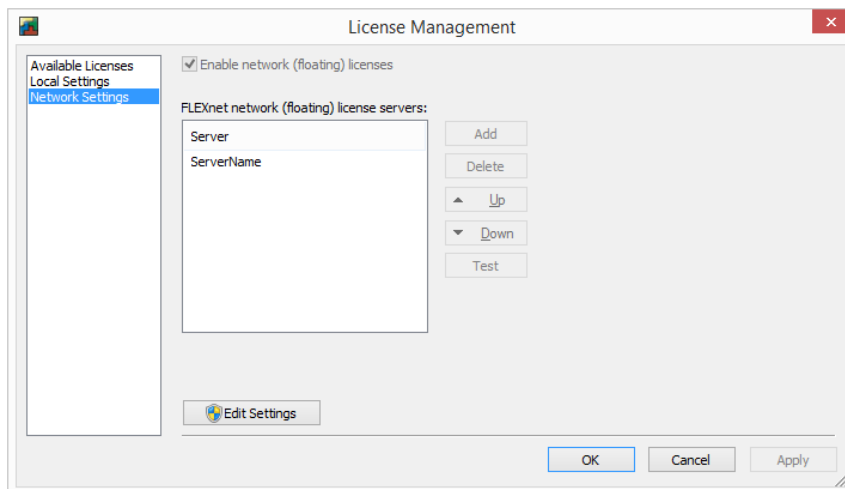 License Management
Available Licenses
Local Settings
Network Settings
Enable network (floating) licenses
FLEXnet network (floating) license servers:
Server
ServerName
Add
Delete
Up
Down
Test
Edit Settings
OK
Cancel
Apply